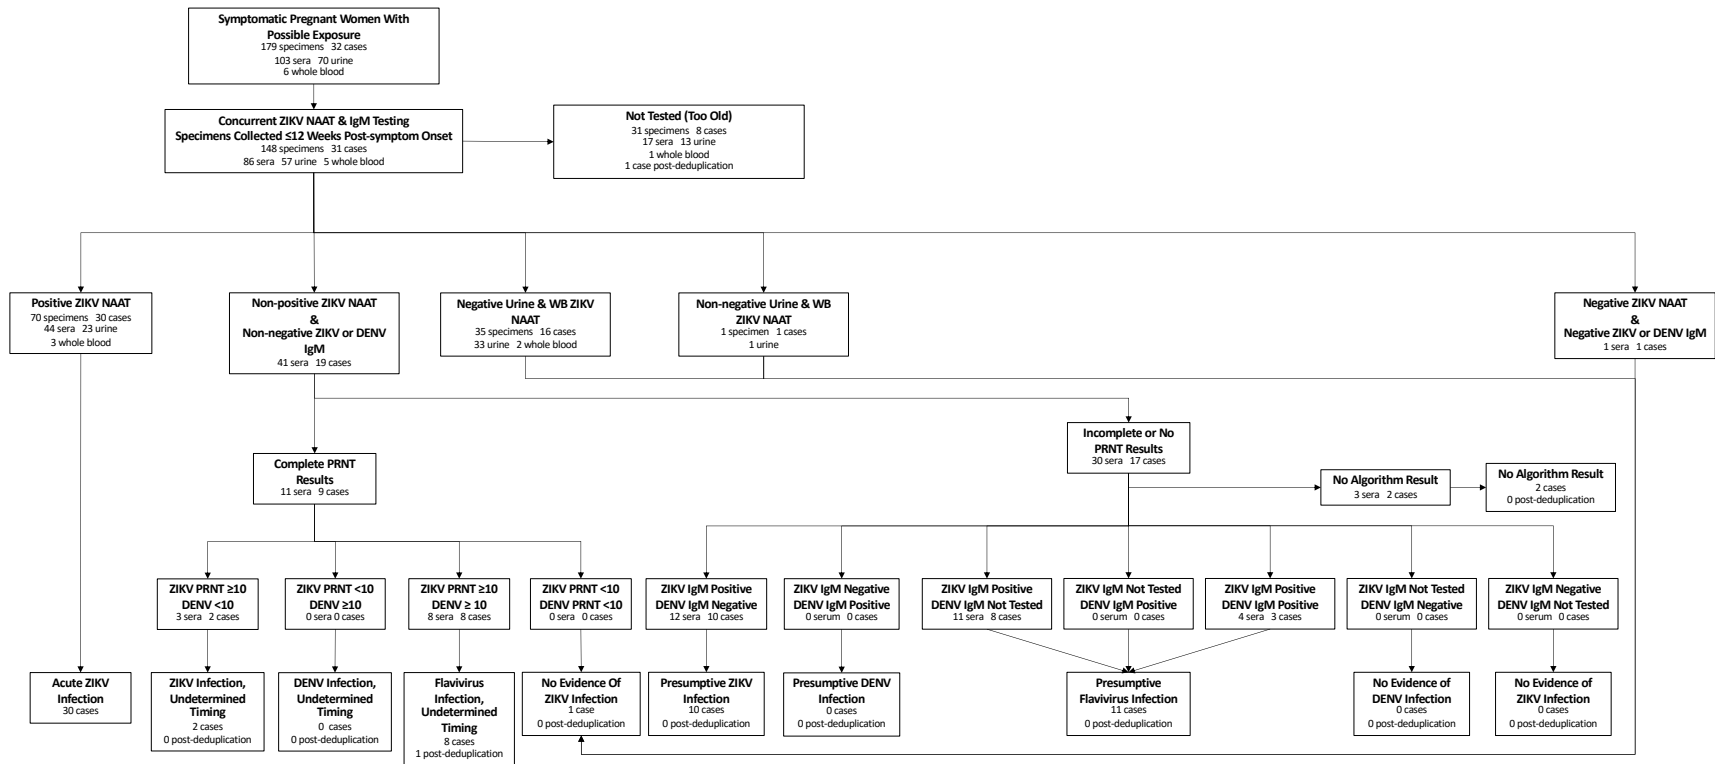 Symptomatic Pregnant Women With
Possible Exposure
179 specimens 32 cases
103 sera 70 urine
6 whole blood
Concurrent ZIKV NAAT & IgM Testing
Specimens Collected ≤12 Weeks Post-symptom Onset
148 specimens 31 cases
86 sera 57 urine 5 whole blood
Not Tested (Too Old)
31 specimens 8 cases
17 sera 13 urine
1 whole blood
1 case post-deduplication
Positive ZIKV NAAT
70 specimens 30 cases
44 sera 23 urine
3 whole blood
Non-positive ZIKV NAAT
&
Non-negative ZIKV or DENV
IgM
41 sera 19 cases
Negative Urine & WB ZIKV
NAAT
35 specimens 16 cases
33 urine 2 whole blood
Non-negative Urine & WB
ZIKV NAAT
1 specimen 1 cases
1 urine
Negative ZIKV NAAT
&
Negative ZIKV or DENV IgM
1 sera 1 cases
Complete PRNT
Results
11 sera 9 cases
Incomplete or No
PRNT Results
30 sera 17 cases
No Algorithm Result
3 sera 2 cases
No Algorithm Result
2 cases
0 post-deduplication
ZIKV PRNT ≥10
DENV <10
3 sera 2 cases
ZIKV PRNT <10
DENV ≥10
0 sera 0 cases
ZIKV PRNT ≥10
DENV ≥ 10
8 sera 8 cases
ZIKV PRNT <10
DENV PRNT <10
0 sera 0 cases
ZIKV IgM Positive
DENV IgM Negative
12 sera 10 cases
ZIKV IgM Negative
DENV IgM Positive
0 serum 0 cases
ZIKV IgM Positive
DENV IgM Not Tested
11 sera 8 cases
ZIKV IgM Not Tested
DENV IgM Positive
0 serum 0 cases
ZIKV IgM Positive
DENV IgM Positive
4 sera 3 cases
ZIKV IgM Not Tested
DENV IgM Negative
0 serum 0 cases
ZIKV IgM Negative
DENV IgM Not Tested
0 serum 0 cases
Acute ZIKV
Infection
30 cases
ZIKV Infection,
Undetermined
Timing
2 cases
0 post-deduplication
DENV Infection,
Undetermined
Timing
0 cases
0 post-deduplication
Flavivirus
Infection,
Undetermined
Timing
8 cases
1 post-deduplication
No Evidence Of
ZIKV Infection
1 case
0 post-deduplication
Presumptive ZIKV
Infection
10 cases
0 post-deduplication
Presumptive DENV
Infection
0 cases
0 post-deduplication
Presumptive
Flavivirus Infection
11 cases
0 post-deduplication
No Evidence of
DENV Infection
0 cases
0 post-deduplication
No Evidence of
ZIKV Infection
0 cases
0 post-deduplication